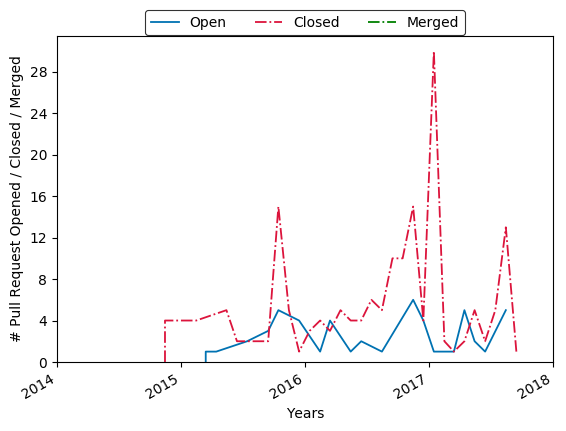 Open Closed Merged
# Pull Request Opened / Closed / Merged
28
24
20
16
12
8
4
0
2014 2015 2016 2017 2018
Years